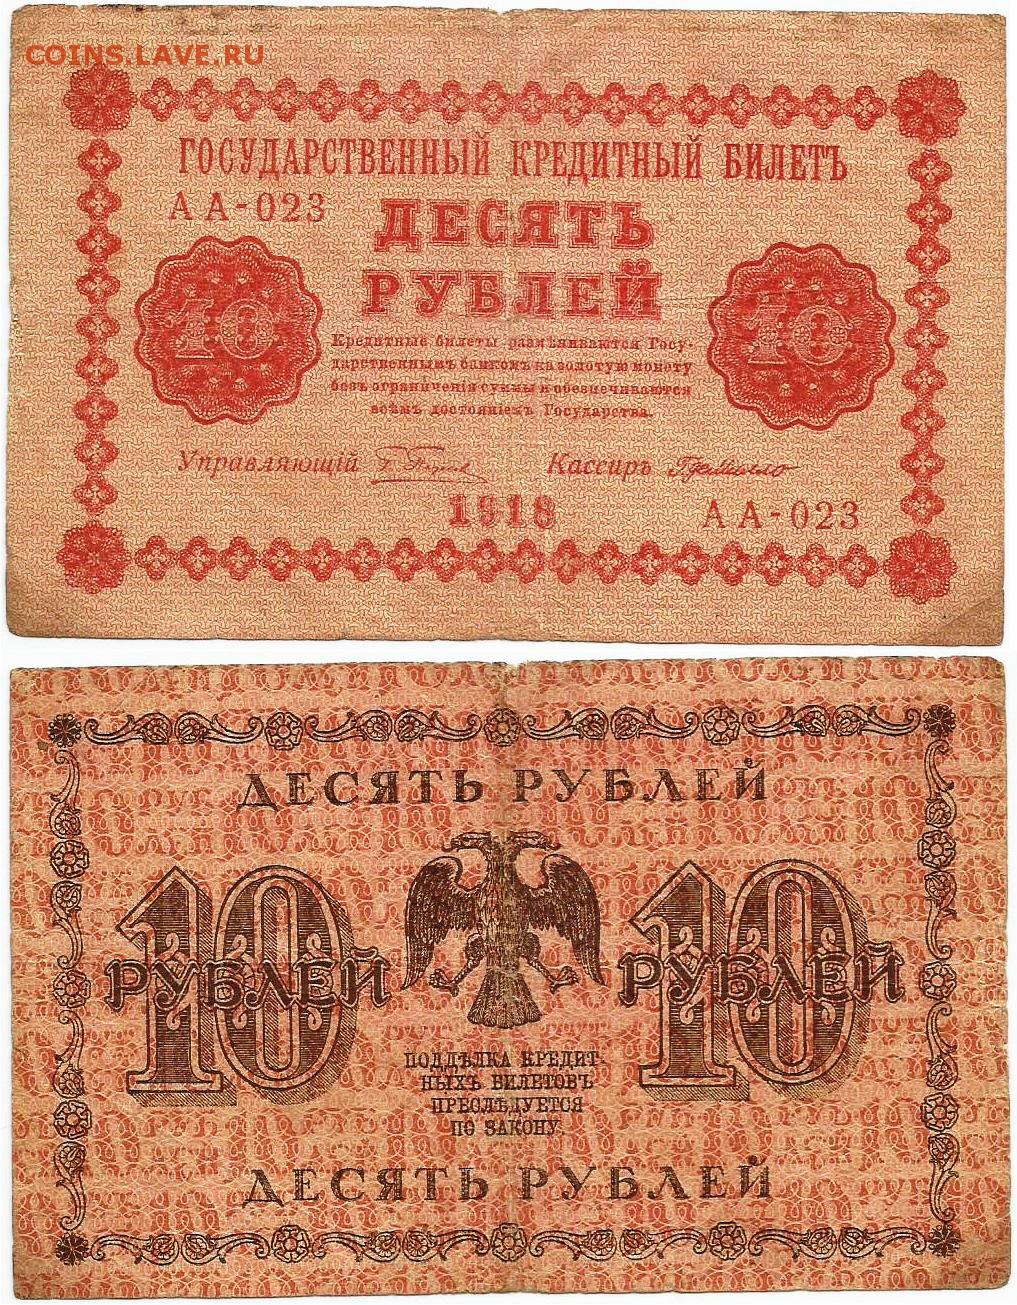 COINS.LAVE.RU
ГОСУДАРСТВЕННЫЙ КРЕДИТНЫЙ БИЛЕТЪ
АА-023
ДЕСЯТЬ
РУБЛЕЙ
10
10
Кредитные билеты размѣниваются Госу-
дарственнымъ банкомъ на золотую монету
безъ ограниченія суммы и обезпечиваются
всѣмъ достояніемъ Государства.
Управляющій
Кассиръ
1918
АА-023
ДЕСЯТЬ РУБЛЕЙ
10
РУБЛЕЙ
10
РУБЛЕЙ
ПОДДѢЛКА КРЕДИТ-
НЫХЪ БИЛЕТОВЪ
ПРЕСЛѢДУЕТСЯ
ПО ЗАКОНУ
ДЕСЯТЬ РУБЛЕЙ